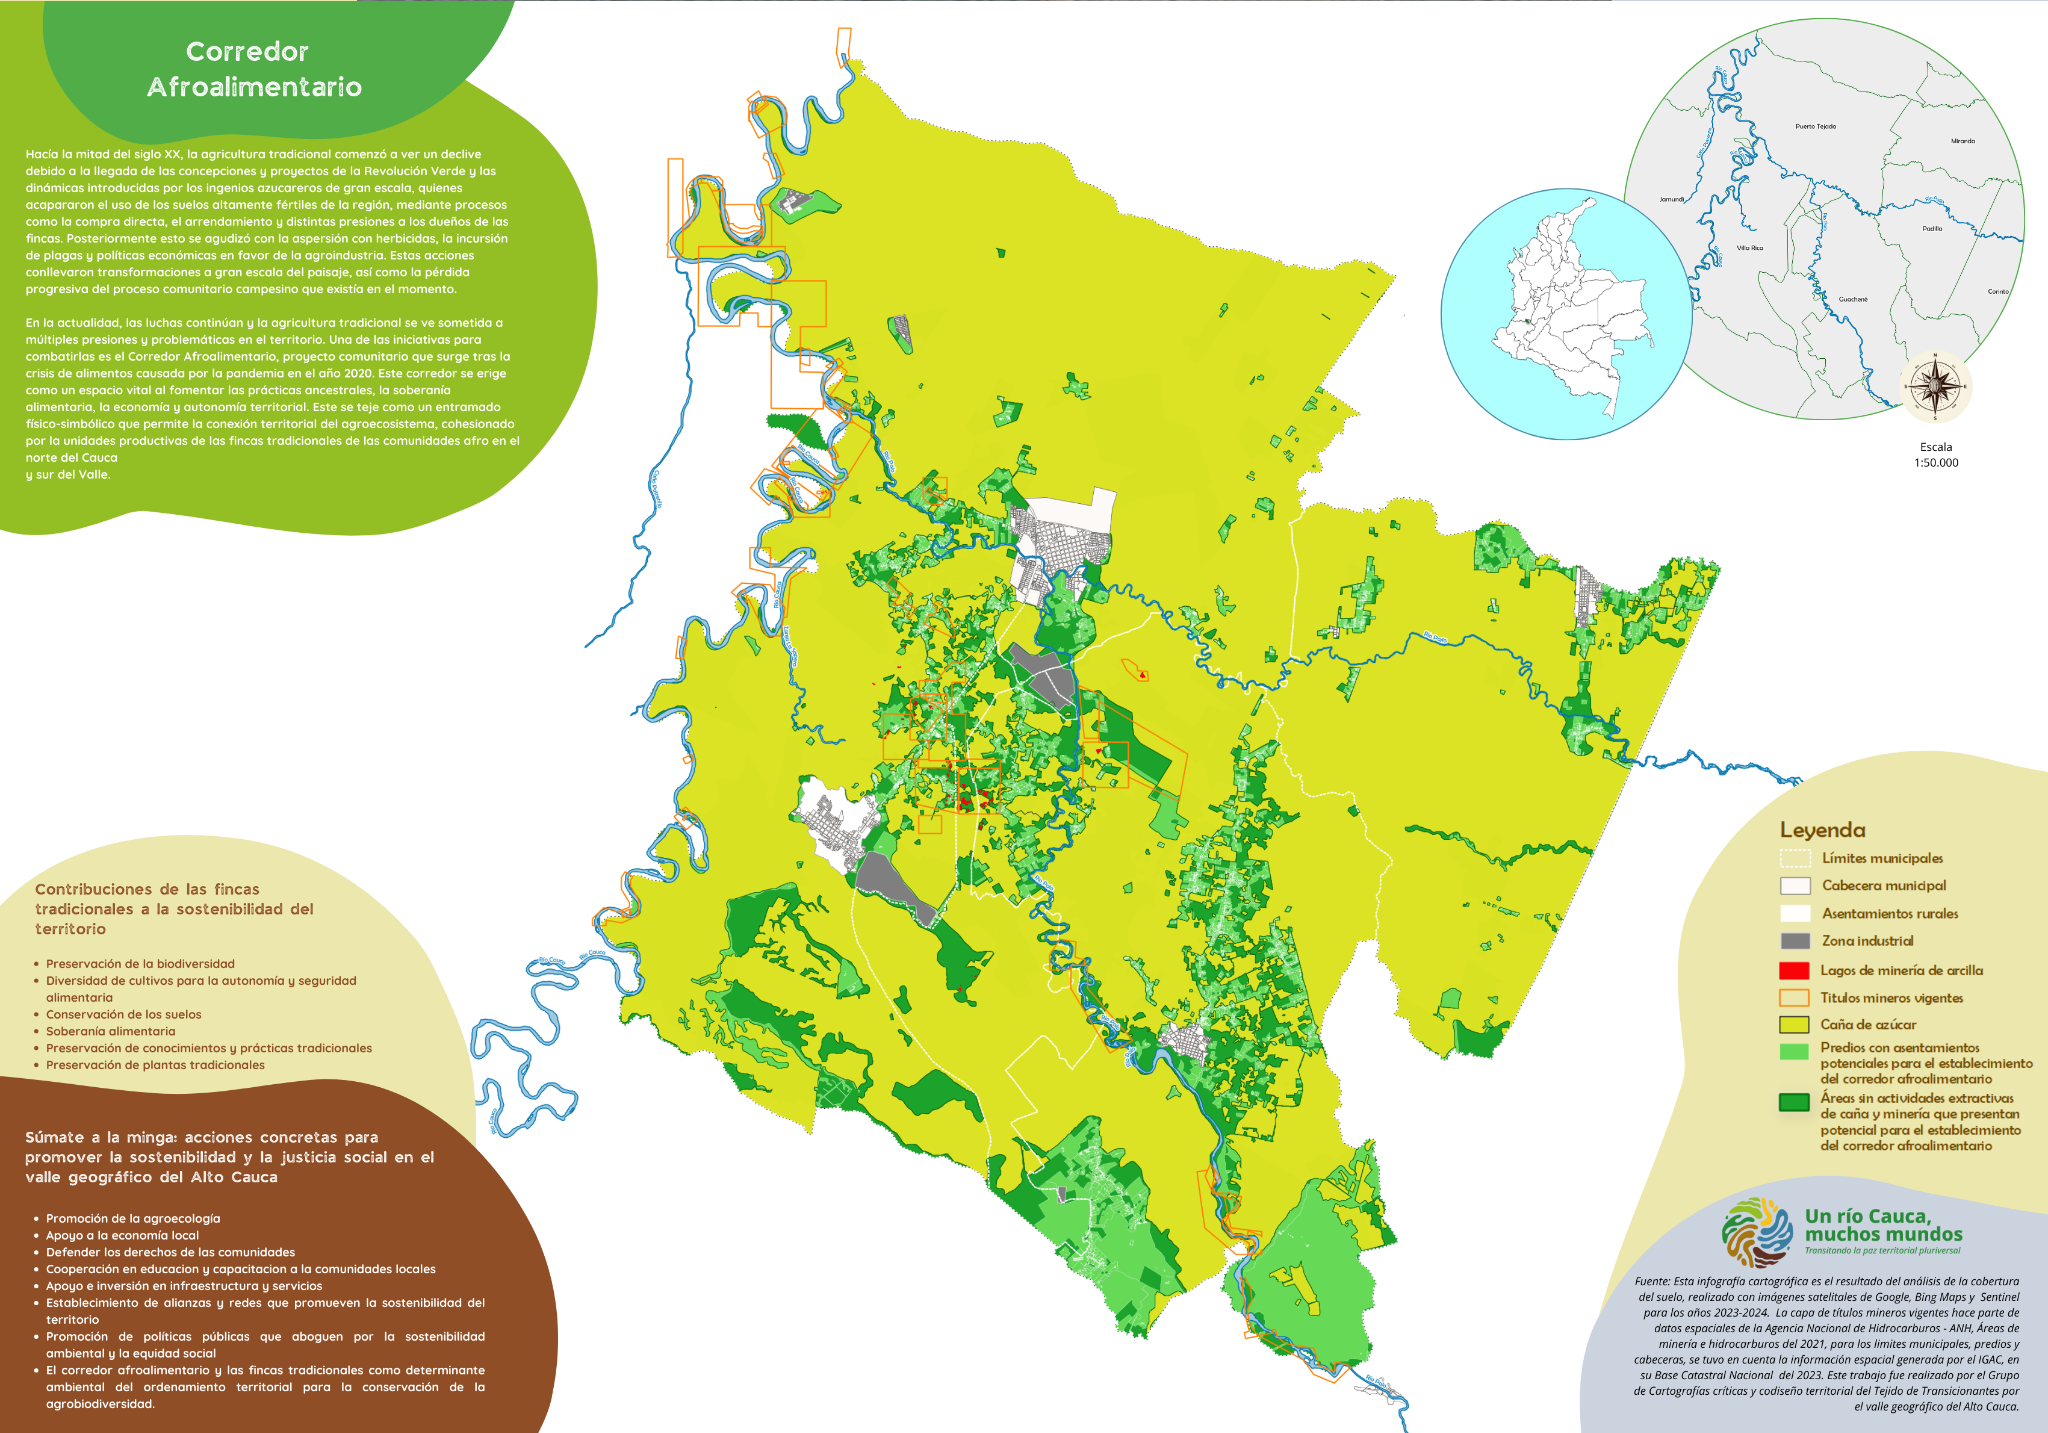 Corredor
Afroalimentario
Hacía la mitad del siglo XX, la agricultura tradicional comenzó a ver un declive
debido a la llegada de las concepciones y proyectos de la Revolución Verde y las
dinámicas introducidas por los ingenios azucareros de gran escala, quienes
acapararon el uso de los suelos altamente fértiles de la región, mediante procesos
como la compra directa, el arrendamiento y distintas presiones a los dueños de las
fincas. Posteriormente esto se agudizó con la aspersión con herbicidas, la incursión
de plagas y políticas económicas en favor de la agroindustria. Estas acciones
conllevaron transformaciones a gran escala del paisaje, así como la pérdida
progresiva del proceso comunitario campesino que existía en el momento.
En la actualidad, las luchas continúan y la agricultura tradicional se ve sometida a
múltiples presiones y problemáticas en el territorio. Una de las iniciativas para
combatirlas es el Corredor Afroalimentario, proyecto comunitario que surge tras la
crisis de alimentos causada por la pandemia en el año 2020. Este corredor se erige
como un espacio vital al fomentar las prácticas ancestrales, la soberanía
alimentaria, la economía y autonomía territorial. Este se teje como un entramado
físico-simbólico que permite la conexión territorial del agroecosistema, cohesionado
por la unidades productivas de las fincas tradicionales de las comunidades afro en el
norte del Cauca
y sur del Valle.
Contribuciones de las fincas
tradicionales a la sostenibilidad del
territorio
• Preservación de la biodiversidad
• Diversidad de cultivos para la autonomía y seguridad
alimentaria
• Conservación de los suelos
• Soberanía alimentaria
• Preservación de conocimientos y prácticas tradicionales
• Preservación de plantas tradicionales
Súmate a la minga: acciones concretas para
promover la sostenibilidad y la justicia social en el
valle geográfico del Alto Cauca
• Promoción de la agroecología
• Apoyo a la economía local
• Defender los derechos de las comunidades
• Cooperación en educacion y capacitacion a la comunidades locales
• Apoyo e inversión en infraestructura y servicios
• Establecimiento de alianzas y redes que promueven la sostenibilidad del
territorio
• Promoción de políticas públicas que aboguen por la sostenibilidad
ambiental y la equidad social
• El corredor afroalimentario y las fincas tradicionales como determinante
ambiental del ordenamiento territorial para la conservación de la
agrobiodiversidad.
Río Cauca
Río Cauca
Río Cauca
Río Cauca
Río Cauca
Río Palo
Río Palo
Río Palo
Río Palo
Río Palo
Puerto Tejada
Miranda
Jamundí
Villa Rica
Padilla
Guachené
Corinto
Río Palo
N
E
S
Escala
1:50.000
Leyenda
Límites municipales
Cabecera municipal
Asentamientos rurales
Zona industrial
Lagos de minería de arcilla
Titulos mineros vigentes
Caña de azúcar
Predios con asentamientos
potenciales para el establecimiento
del corredor afroalimentario
Áreas sin actividades extractivas
de caña y minería que presentan
potencial para el establecimiento
del corredor afroalimentario
Un río Cauca,
muchos mundos
Transitando la paz territorial pluriversal
Fuente: Esta infografía cartográfica es el resultado del análisis de la cobertura
del suelo, realizado con imágenes satelitales de Google, Bing Maps y Sentinel
para los años 2023-2024. La capa de títulos mineros vigentes hace parte de
datos espaciales de la Agencia Nacional de Hidrocarburos - ANH, Áreas de
minería e hidrocarburos del 2021, para los limites municipales, predios y
cabeceras, se tuvo en cuenta la información espacial generada por el IGAC, en
su Base Catastral Nacional del 2023. Este trabajo fue realizado por el Grupo
de Cartografías críticas y codiseño territorial del Tejido de Transicionantes por
el valle geográfico del Alto Cauca.